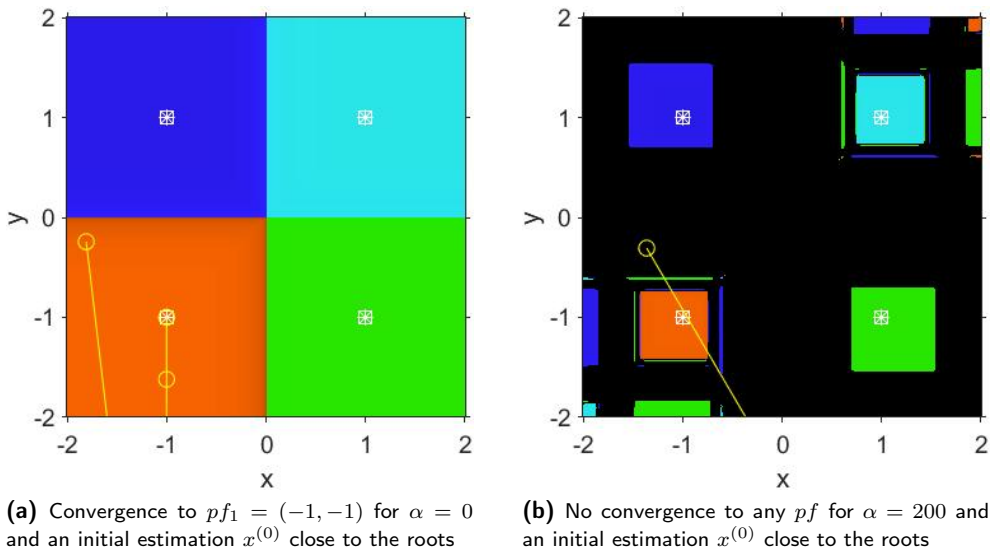 2
1
0
-1
-2
y
-2 -1 0 1 2
x
2
1
0
-1
-2
y
-2 -1 0 1 2
x
(a) Convergence to pf₁ = (−1, −1) for α = 0
and an initial estimation x⁽⁰⁾ close to the roots
(b) No convergence to any pf for α = 200 and
an initial estimation x⁽⁰⁾ close to the roots